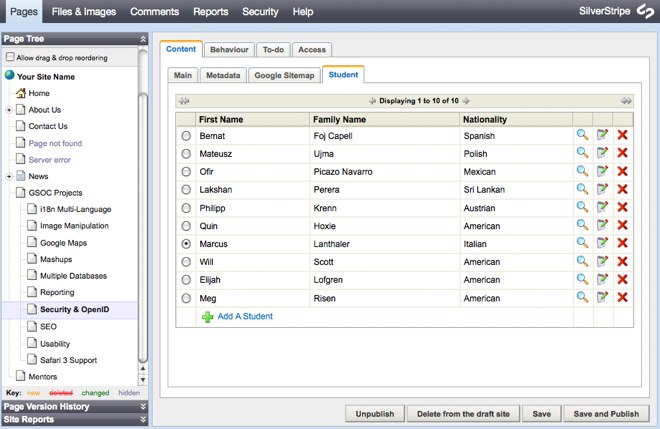 Pages Files & Images Comments Reports Security Help SilverStripe
Page Tree
Allow drag & drop reordering
Your Site Name
Home
About Us
Contact Us
Page not found
Server error
News
GSOC Projects
i18n Multi-Language
Image Manipulation
Google Maps
Mashups
Multiple Databases
Reporting
Security & OpenID
SEO
Usability
Safari 3 Support
Mentors
Key: new deleted changed hidden
Page Version History
Site Reports
Content Behaviour To-do Access
Main Metadata Google Sitemap Student
Displaying 1 to 10 of 10
First Name Family Name Nationality
Bernat Foj Capell Spanish
Mateusz Ujma Polish
Ofir Picazo Navarro Mexican
Lakshan Perera Sri Lankan
Philipp Krenn Austrian
Quin Hoxie American
Marcus Lanthaler Italian
Will Scott American
Elijah Lofgren American
Meg Risen American
Add A Student
Unpublish Delete from the draft site Save Save and Publish